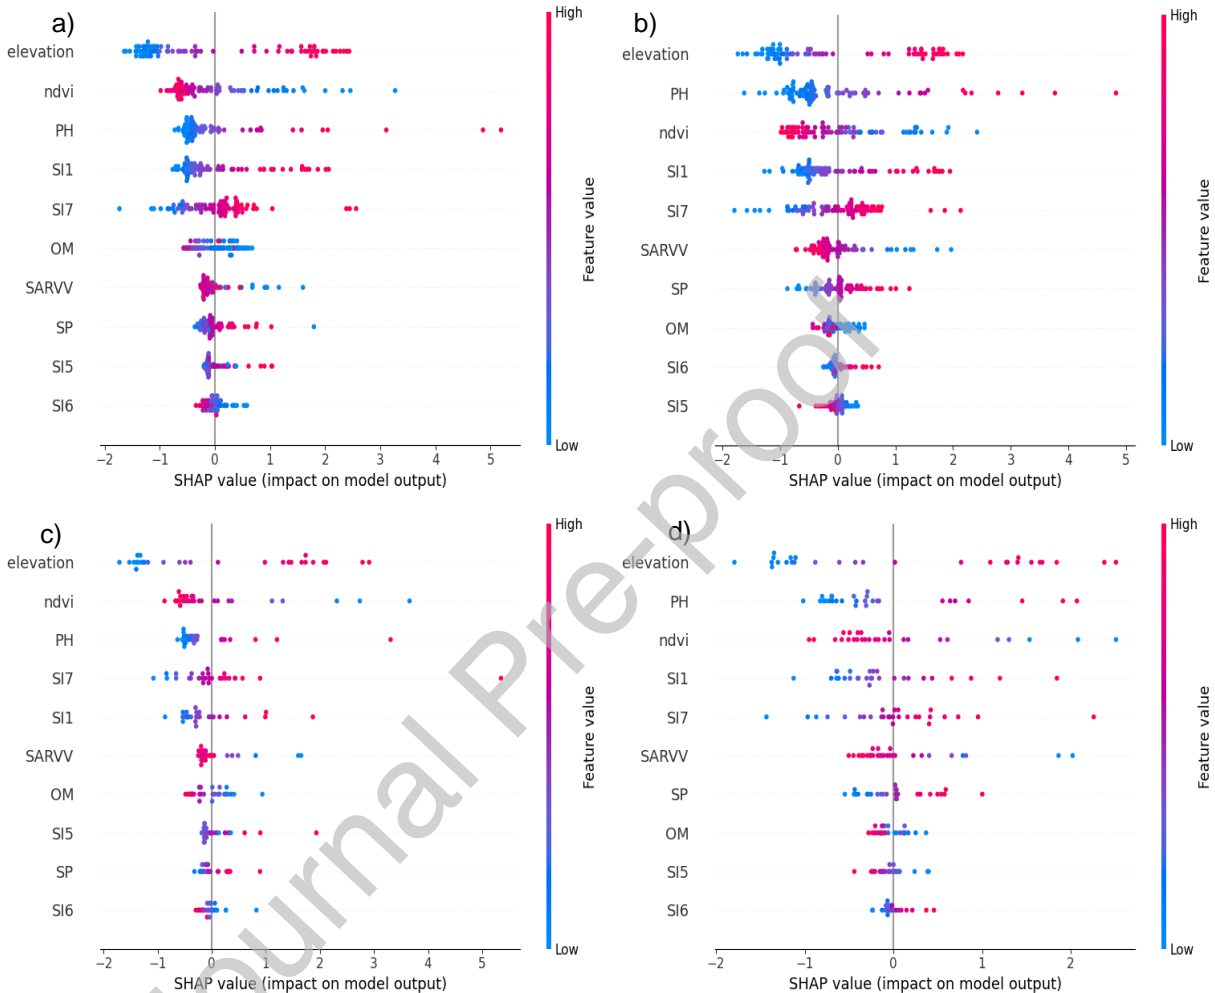 a)
High
elevation
ndvi
PH
SI1
SI7
OM
SARVV
SP
SI5
SI6
Low
−2 −1 0 1 2 3 4 5
SHAP value (impact on model output)
Feature value
b)
High
elevation
PH
ndvi
SI1
SI7
SARVV
SP
OM
SI6
SI5
Low
−2 −1 0 1 2 3 4 5
SHAP value (impact on model output)
Feature value
c)
High
elevation
ndvi
PH
SI7
SI1
SARVV
OM
SI5
SP
SI6
Low
−2 −1 0 1 2 3 4 5
SHAP value (impact on model output)
Feature value
d)
High
elevation
PH
ndvi
SI1
SI7
SARVV
SP
OM
SI5
SI6
Low
−2 −1 0 1 2
SHAP value (impact on model output)
Feature value
Journal Pre-proof